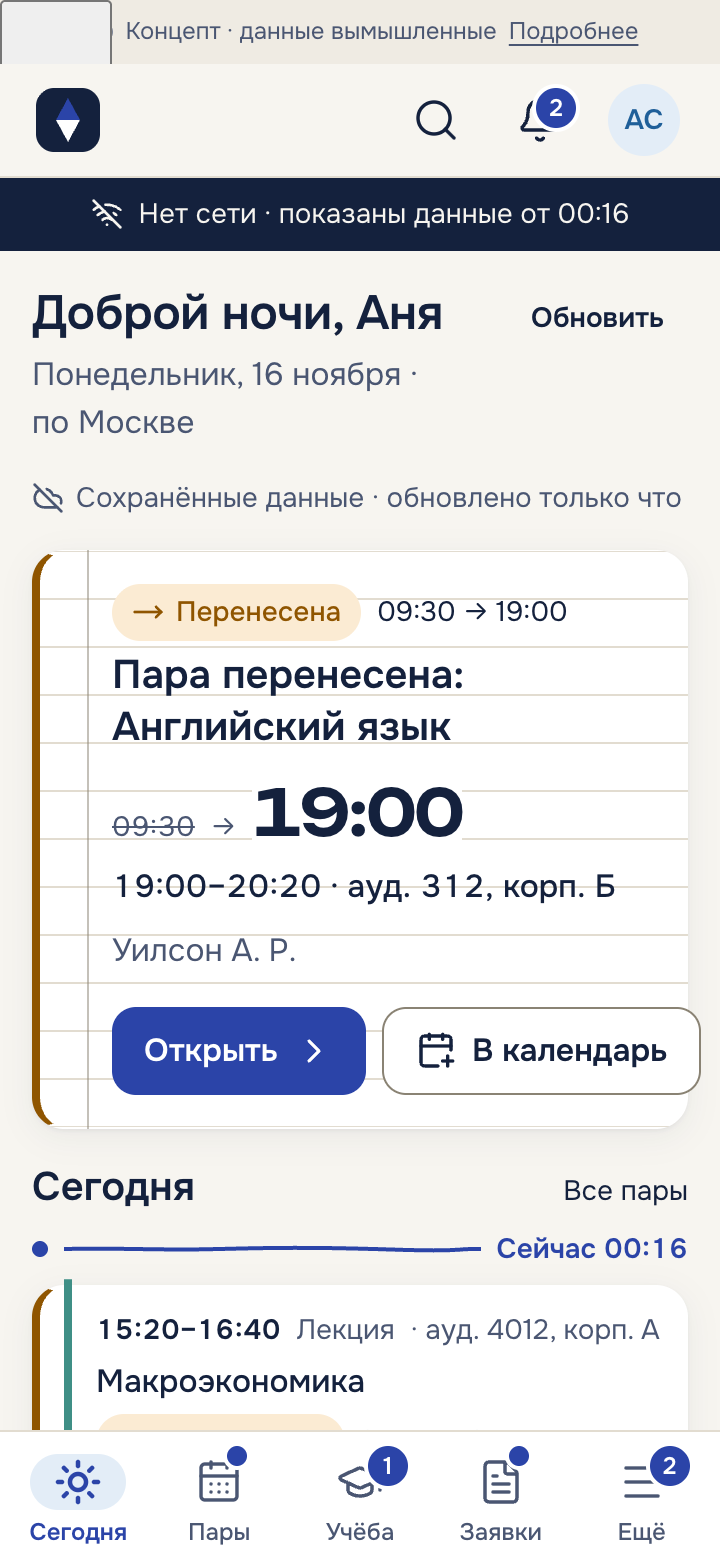 Концепт · данные вымышленные Подробнее
2
АС
Нет сети · показаны данные от 00:16
Доброй ночи, Аня
Обновить
Понедельник, 16 ноября ·
по Москве
Сохранённые данные · обновлено только что
→ Перенесена 09:30 → 19:00
Пара перенесена:
Английский язык
09:30 → 19:00
19:00–20:20 · ауд. 312, корп. Б
Уилсон А. Р.
Открыть
В календарь
Сегодня
Все пары
Сейчас 00:16
15:20–16:40 Лекция · ауд. 4012, корп. А
Макроэкономика
1
2
Сегодня
Пары
Учёба
Заявки
Ещё